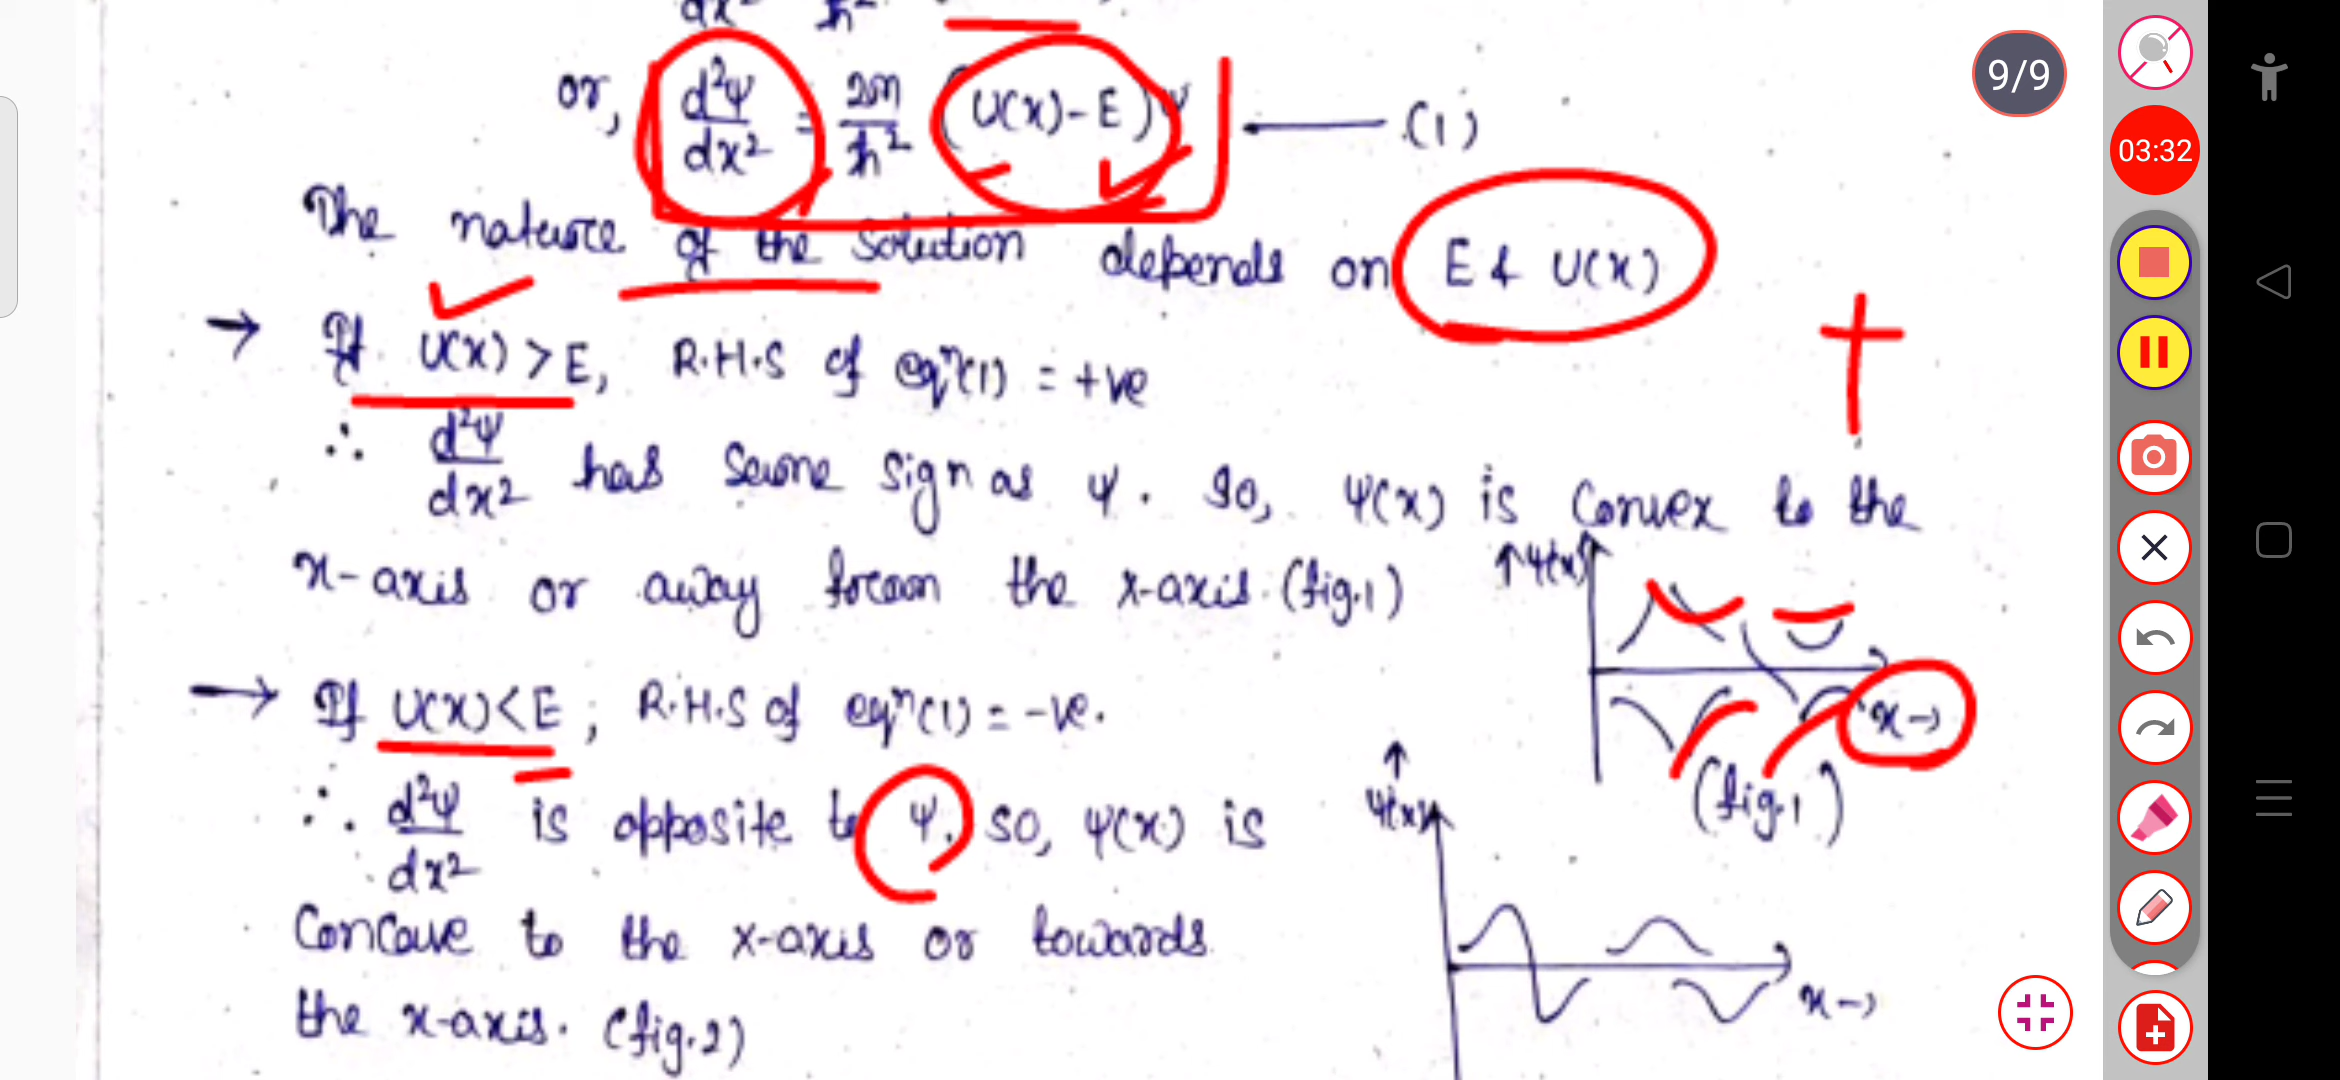 dx² ħ²
or, d²Ψ/dx² = 2m/ħ² (U(x)-E)Ψ ——(1)
The nature of the solution depends on E & U(x)
→ If U(x) > E, R.H.S of eqⁿ(1) = +ve
∴ d²Ψ/dx² has same sign as Ψ. So, Ψ(x) is Convex to the
x-axis or away from the x-axis. (fig.1)
↑Ψ(x)
x→
(fig.1)
→ If U(x)<E ; R.H.S of eqⁿ(1) = -ve.
∴ d²Ψ/dx² is opposite to Ψ. so, Ψ(x) is
Concave to the x-axis or towards
the x-axis. (fig.2)
↑
Ψ(x)
x→
9/9
03:32